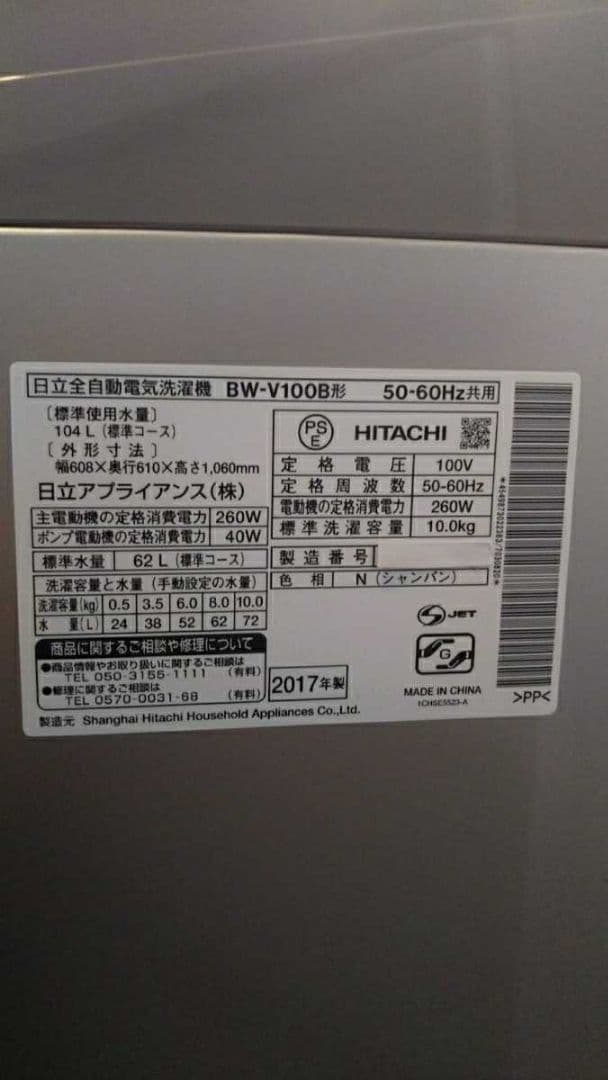 日立全自動電気洗濯機 BW-V100B形 50-60Hz共用
〔標準使用水量〕
104 L (標準コース)
〔外形寸法〕
幅608×奥行610×高さ1,060mm
日立アプライアンス(株)
主電動機の定格消費電力 260W
ポンプ電動機の定格消費電力 40W
標準水量 62 L (標準コース)
洗濯容量と水量 (手動設定の水量)
洗濯容量(kg) 0.5 3.5 6.0 8.0 10.0
水 量(L) 24 38 52 62 72
商品に関するご相談や修理について
●商品情報やお取り扱いに関するご相談は
TEL 050-3155-1111 (有料)
●修理に関するご相談は
TEL 0570-0031-68 (有料)
製造元 Shanghai Hitachi Household Appliances Co.,Ltd.
PS
E
HITACHI
定格電圧 100V
定格周波数 50-60Hz
電動機の定格消費電力 260W
標準洗濯容量 10.0kg
製造番号
色相 N (シャンパン)
2017年製
JET
G
MADE IN CHINA
1CHSE5523-A
>PP<